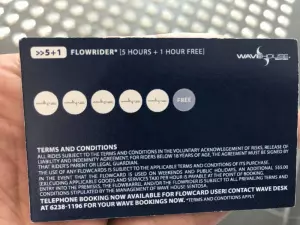 >>5+1 FLOWRIDER® [5 HOURS + 1 HOUR FREE]
WAVEHOUSE
FREE
TERMS AND CONDITIONS
ALL RIDES SUBJECT TO THE TERMS AND CONDITIONS IN THE VOLUNTARY ACKNOWLEDGEMENT OF RISKS, RELEASE OF
LIABILITY AND INDEMNITY AGREEMENT. FOR RIDERS BELOW 18 YEARS OF AGE, THE AGREEMENT MUST BE SIGNED BY
THAT RIDER'S PARENT OR LEGAL GUARDIAN.
THE USE OF ANY FLOWCARDS IS SUBJECT TO THE APPLICABLE TERMS AND CONDITIONS OF ITS PURCHASE.
IN THE EVENT THAT THE FLOWCARD IS USED ON WEEKENDS AND PUBLIC HOLIDAYS, AN ADDITIONAL
(EXCLUDING APPLICABLE GOODS AND SERVICES TAX) PER HOUR IS PAYABLE AT THE POINT OF BOOKING.
ENTRY INTO THE PREMISES, THE FLOWBARREL AND/OR THE FLOWRIDER IS SUBJECT TO ALL PREVAILING TERMS AND
CONDITIONS STIPULATED BY THE MANAGEMENT OF WAVE HOUSE SENTOSA.
TELEPHONE BOOKING NOW AVAILABLE FOR FLOWCARD USER! CONTACT WAVE DESK
AT 6238-1196 FOR YOUR WAVE BOOKINGS NOW. *TERMS AND CONDITIONS APPLY